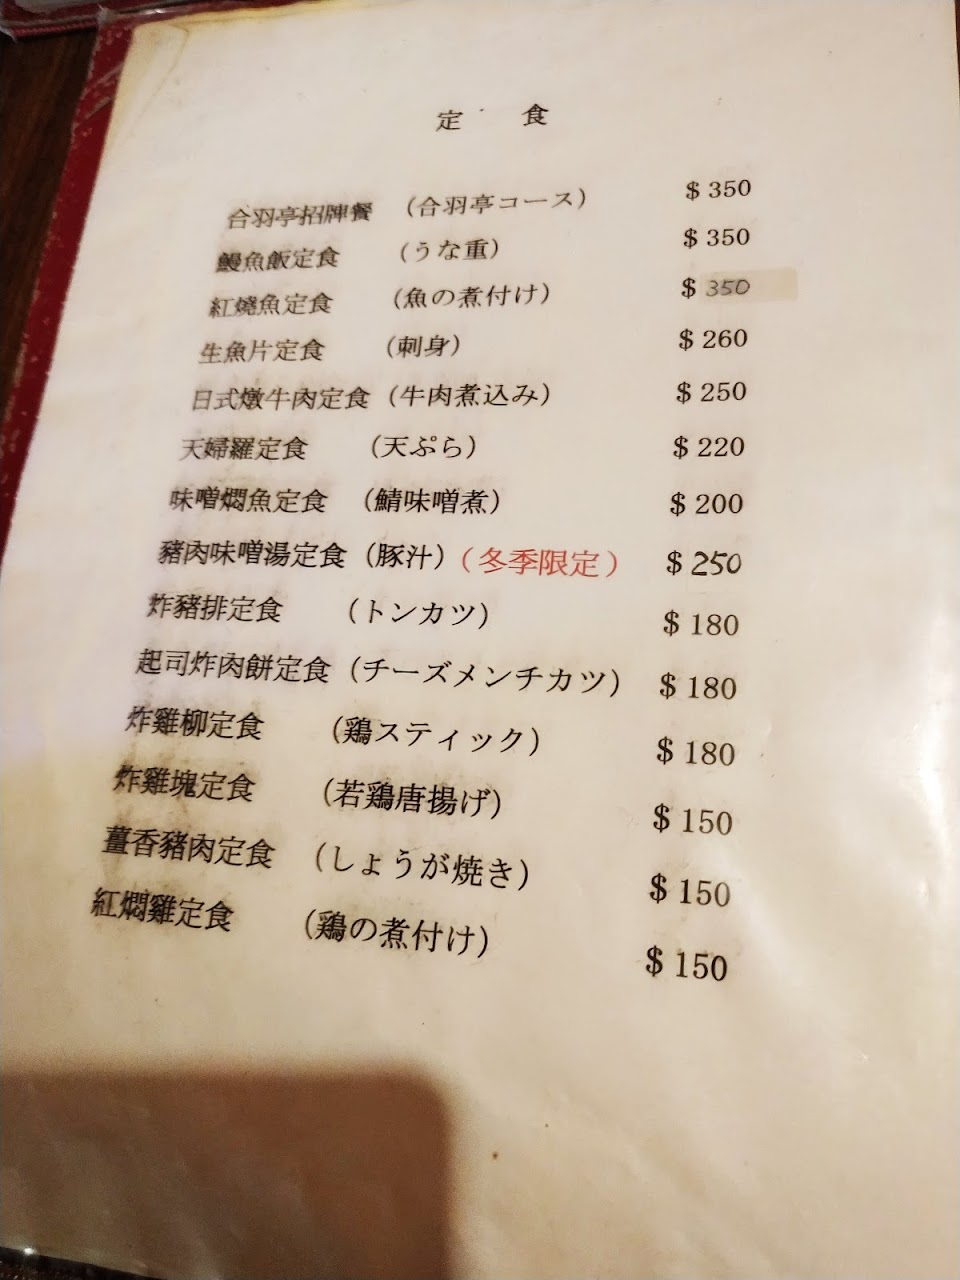 定 食
合羽亭招牌餐 （合羽亭コース） $ 350
鰻魚飯定食 （うな重） $ 350
紅燒魚定食 （魚の煮付け） $ 350
生魚片定食 （刺身） $ 260
日式燉牛肉定食 （牛肉煮込み） $ 250
天婦羅定食 （天ぷら） $ 220
味噌燜魚定食 （鯖味噌煮） $ 200
豬肉味噌湯定食 （豚汁）（冬季限定） $ 250
炸豬排定食 （トンカツ） $ 180
起司炸肉餅定食 （チーズメンチカツ） $ 180
炸雞柳定食 （鶏スティック） $ 180
炸雞塊定食 （若鶏唐揚げ） $ 150
薑香豬肉定食 （しょうが焼き） $ 150
紅燜雞定食 （鶏の煮付け） $ 150